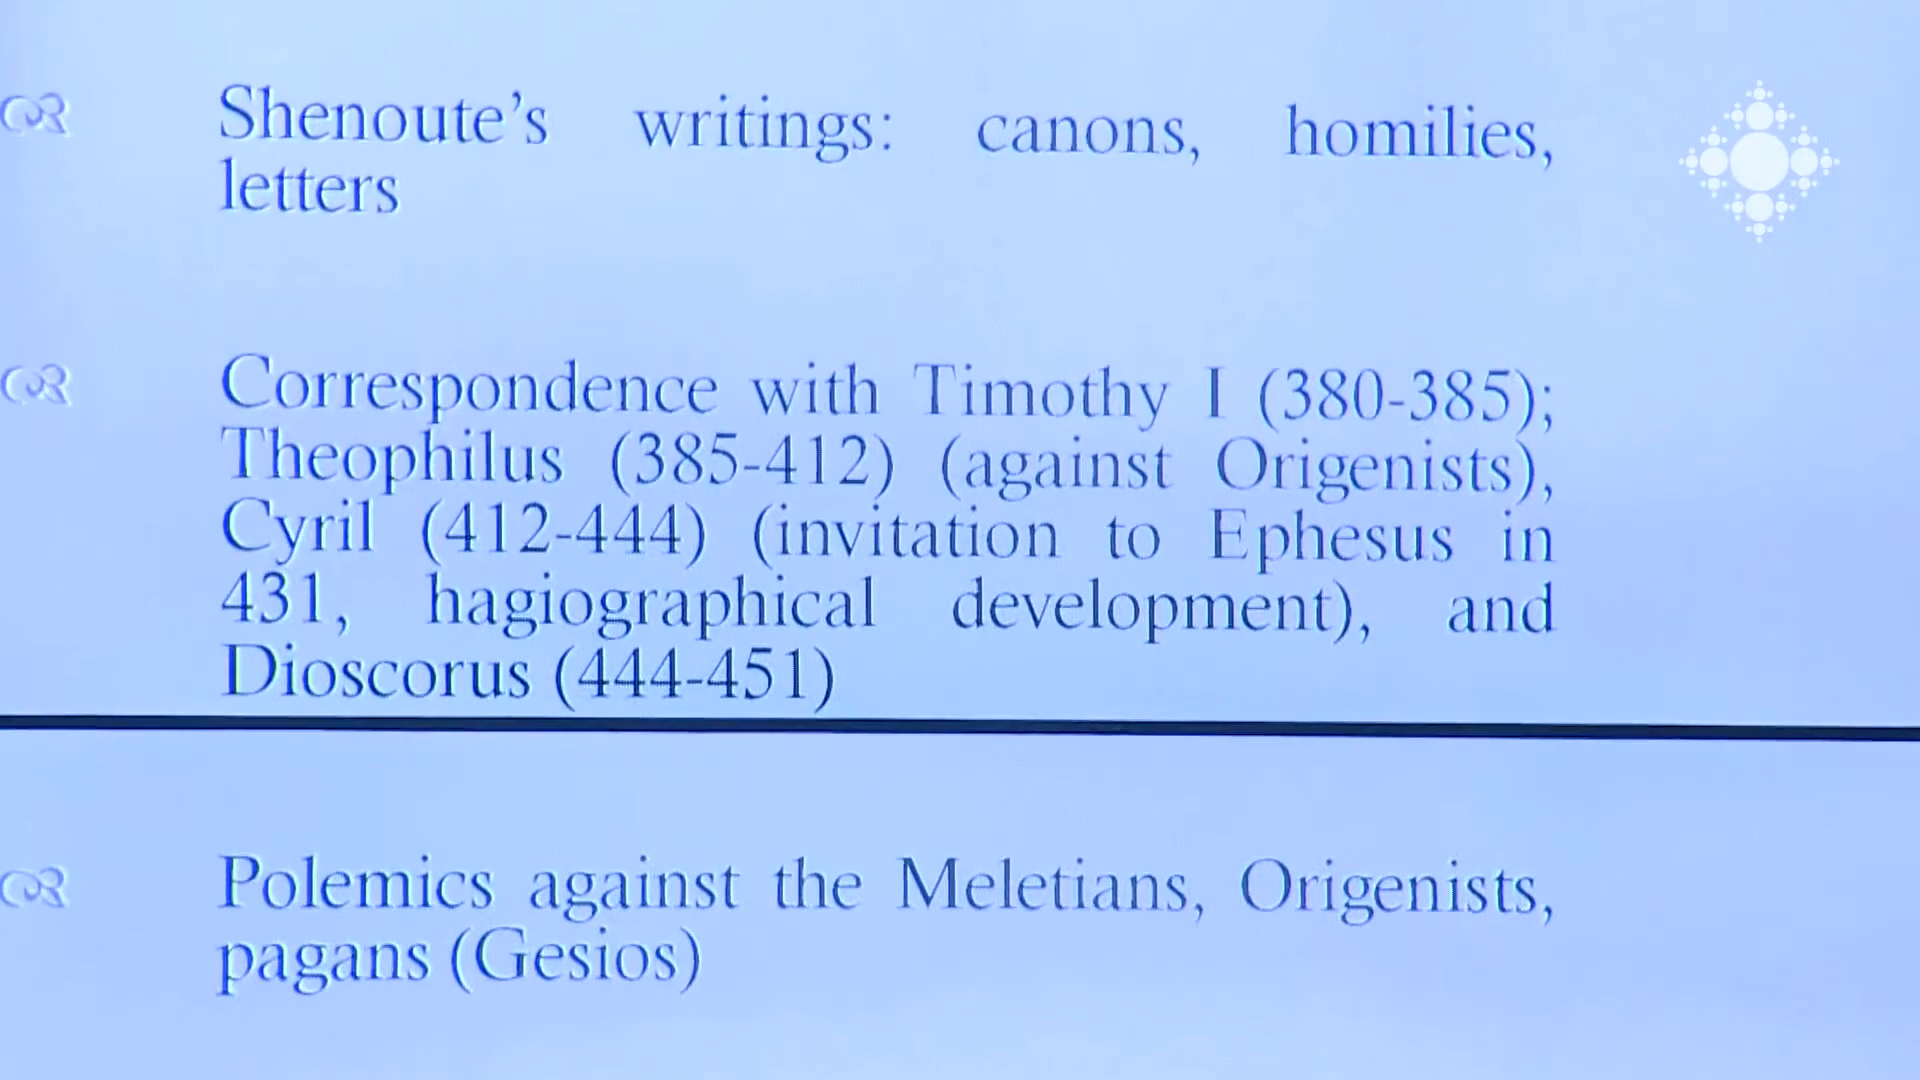 Shenoute's writings: canons, homilies,
letters
Correspondence with Timothy I (380-385);
Theophilus (385-412) (against Origenists),
Cyril (412-444) (invitation to Ephesus in
431, hagiographical development), and
Dioscorus (444-451)
Polemics against the Meletians, Origenists,
pagans (Gesios)